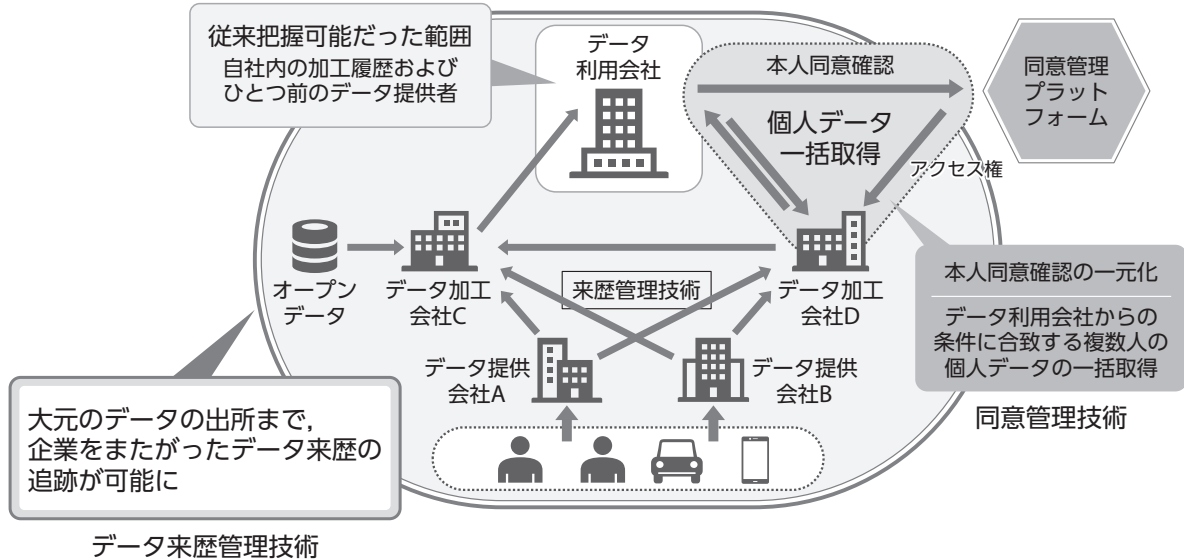 従来把握可能だった範囲
自社内の加工履歴および
ひとつ前のデータ提供者
データ
利用会社
本人同意確認
同意管理
プラット
フォーム
個人データ
一括取得
アクセス権
オープン
データ
データ加工
会社C
来歴管理技術
データ加工
会社D
本人同意確認の一元化
データ利用会社からの
条件に合致する複数人の
個人データの一括取得
同意管理技術
データ提供
会社A
データ提供
会社B
大元のデータの出所まで,
企業をまたがったデータ来歴の
追跡が可能に
データ来歴管理技術